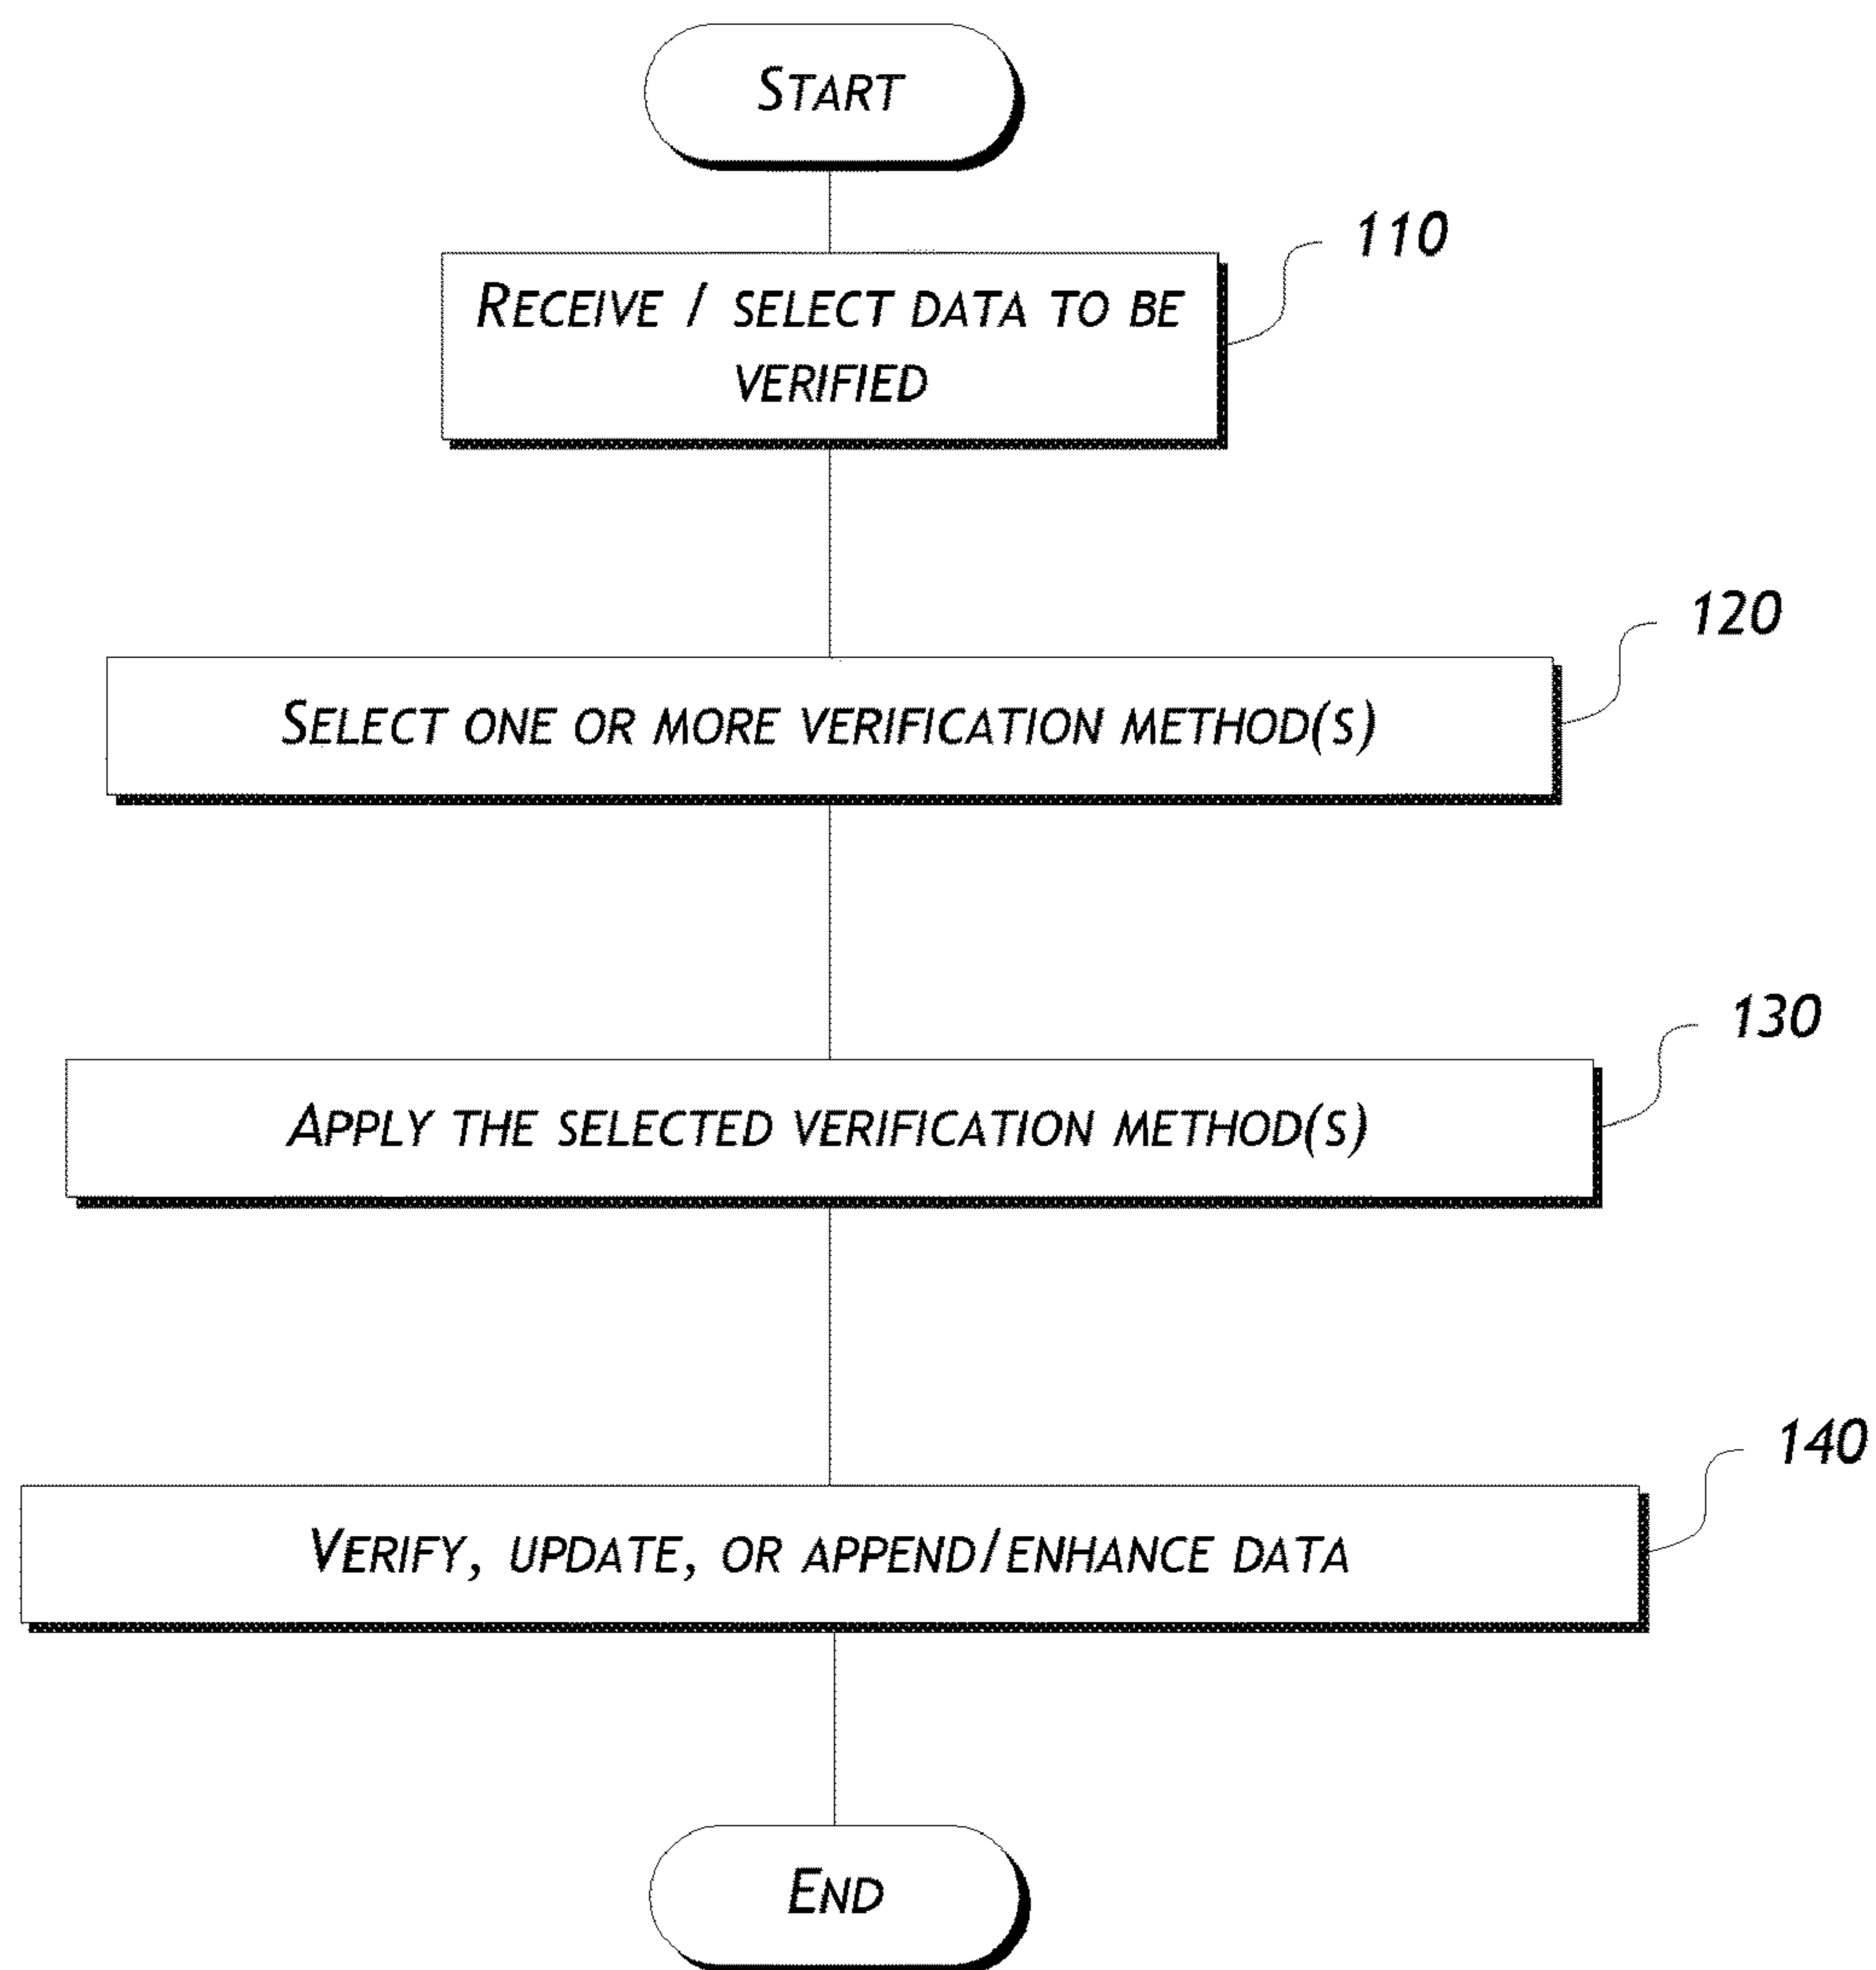 START
110
RECEIVE / SELECT DATA TO BE
VERIFIED
120
SELECT ONE OR MORE VERIFICATION METHOD(S)
130
APPLY THE SELECTED VERIFICATION METHOD(S)
140
VERIFY, UPDATE, OR APPEND/ENHANCE DATA
END